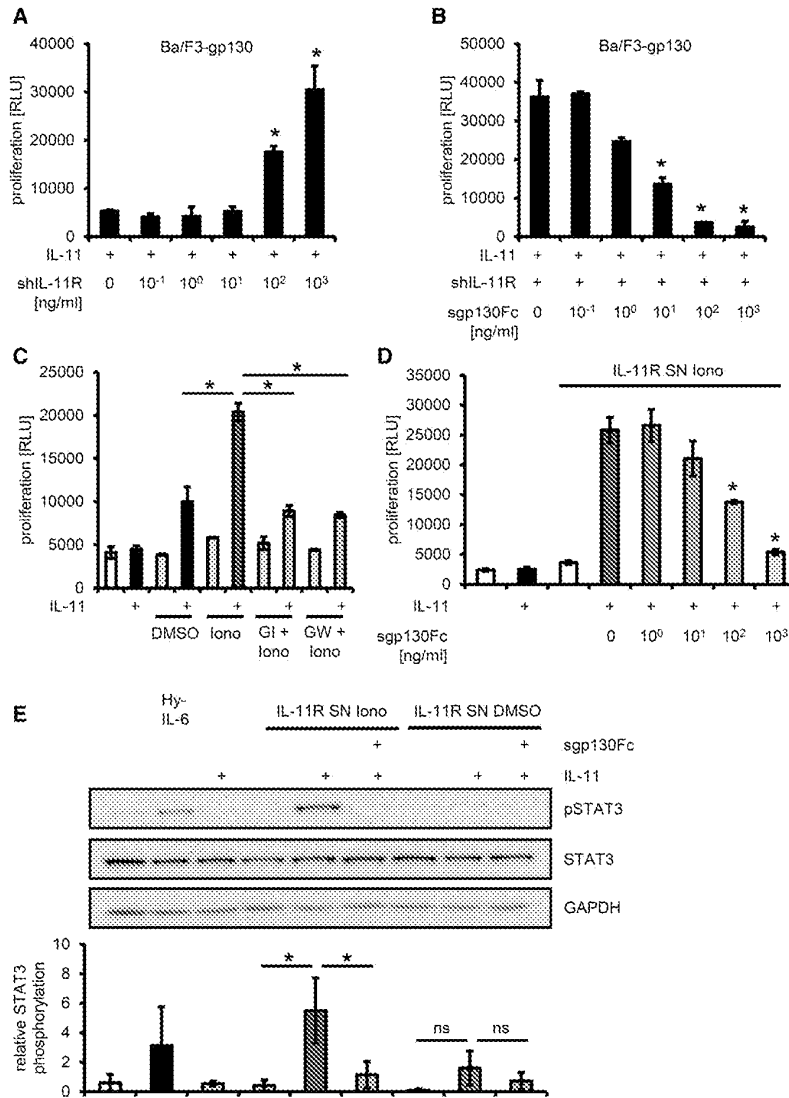 A
Ba/F3-gp130
proliferation [RLU]
40000
30000
20000
10000
0
*
*
IL-11 + + + + + +
shIL-11R 0 10-1 10⁰ 10¹ 10² 10³
[ng/ml]
B
Ba/F3-gp130
proliferation [RLU]
50000
40000
30000
20000
10000
0
* * *
IL-11 + + + + + +
shIL-11R + + + + + +
sgp130Fc 0 10-1 10⁰ 10¹ 10² 10³
[ng/ml]
C
proliferation [RLU]
25000
20000
15000
10000
5000
0
* * *
IL-11 + + + + +
DMSO Iono GI + Iono GW + Iono
D
IL-11R SN Iono
proliferation [RLU]
35000
30000
25000
20000
15000
10000
5000
0
*
*
IL-11 + + + + + +
sgp130Fc 0 10⁰ 10¹ 10² 10³
[ng/ml]
E
Hy-
IL-6
IL-11R SN Iono IL-11R SN DMSO
+ + sgp130Fc
+ + + + + IL-11
pSTAT3
STAT3
GAPDH
relative STAT3
phosphorylation
10
8
6
4
2
0
* * ns ns